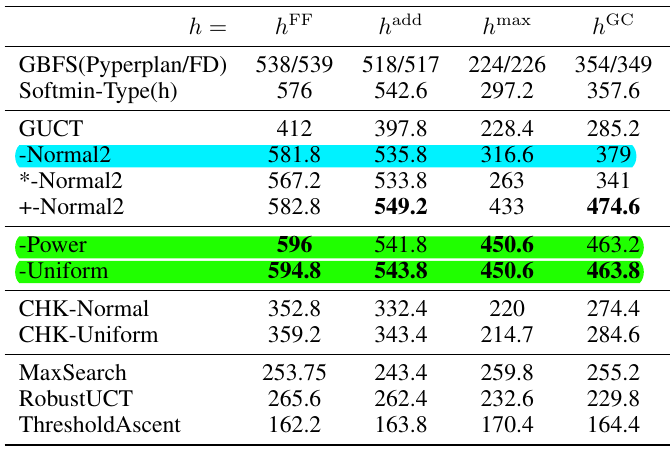 h = h^FF h^add h^max h^GC
GBFS(Pyperplan/FD) 538/539 518/517 224/226 354/349
Softmin-Type(h) 576 542.6 297.2 357.6
GUCT 412 397.8 228.4 285.2
-Normal2 581.8 535.8 316.6 379
*-Normal2 567.2 533.8 263 341
+-Normal2 582.8 549.2 433 474.6
-Power 596 541.8 450.6 463.2
-Uniform 594.8 543.8 450.6 463.8
CHK-Normal 352.8 332.4 220 274.4
CHK-Uniform 359.2 343.4 214.7 284.6
MaxSearch 253.75 243.4 259.8 255.2
RobustUCT 265.6 262.4 232.6 229.8
ThresholdAscent 162.2 163.8 170.4 164.4